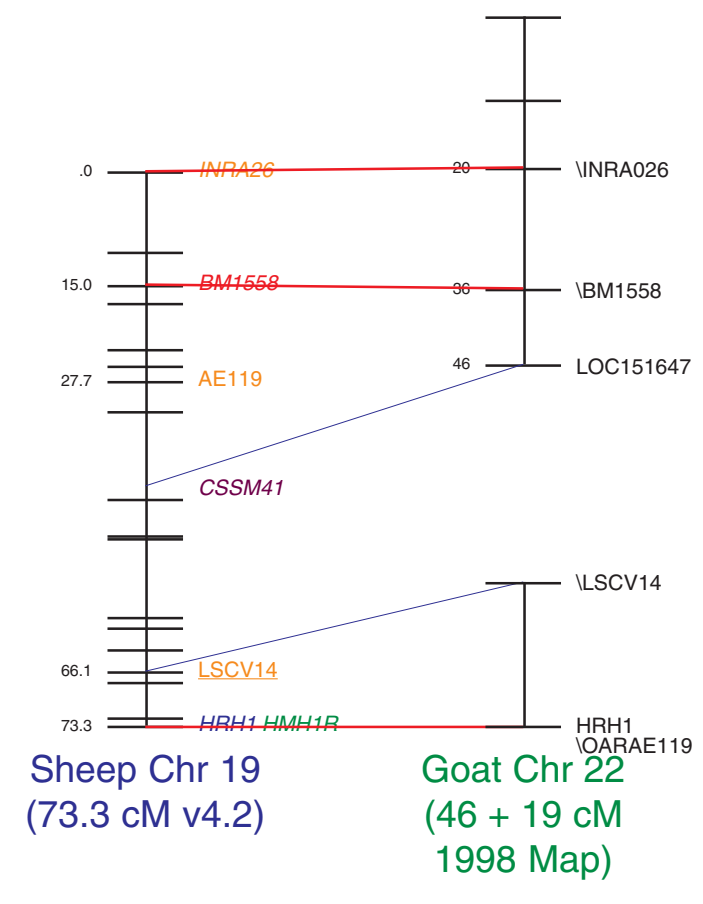 .0 INRA26 20 \INRA026
15.0 BM1558 36 \BM1558
46 LOC151647
27.7 AE119
CSSM41
\LSCV14
66.1 LSCV14
73.3 HRH1 HMH1R HRH1
\OARAE119
Sheep Chr 19
(73.3 cM v4.2)
Goat Chr 22
(46 + 19 cM
1998 Map)